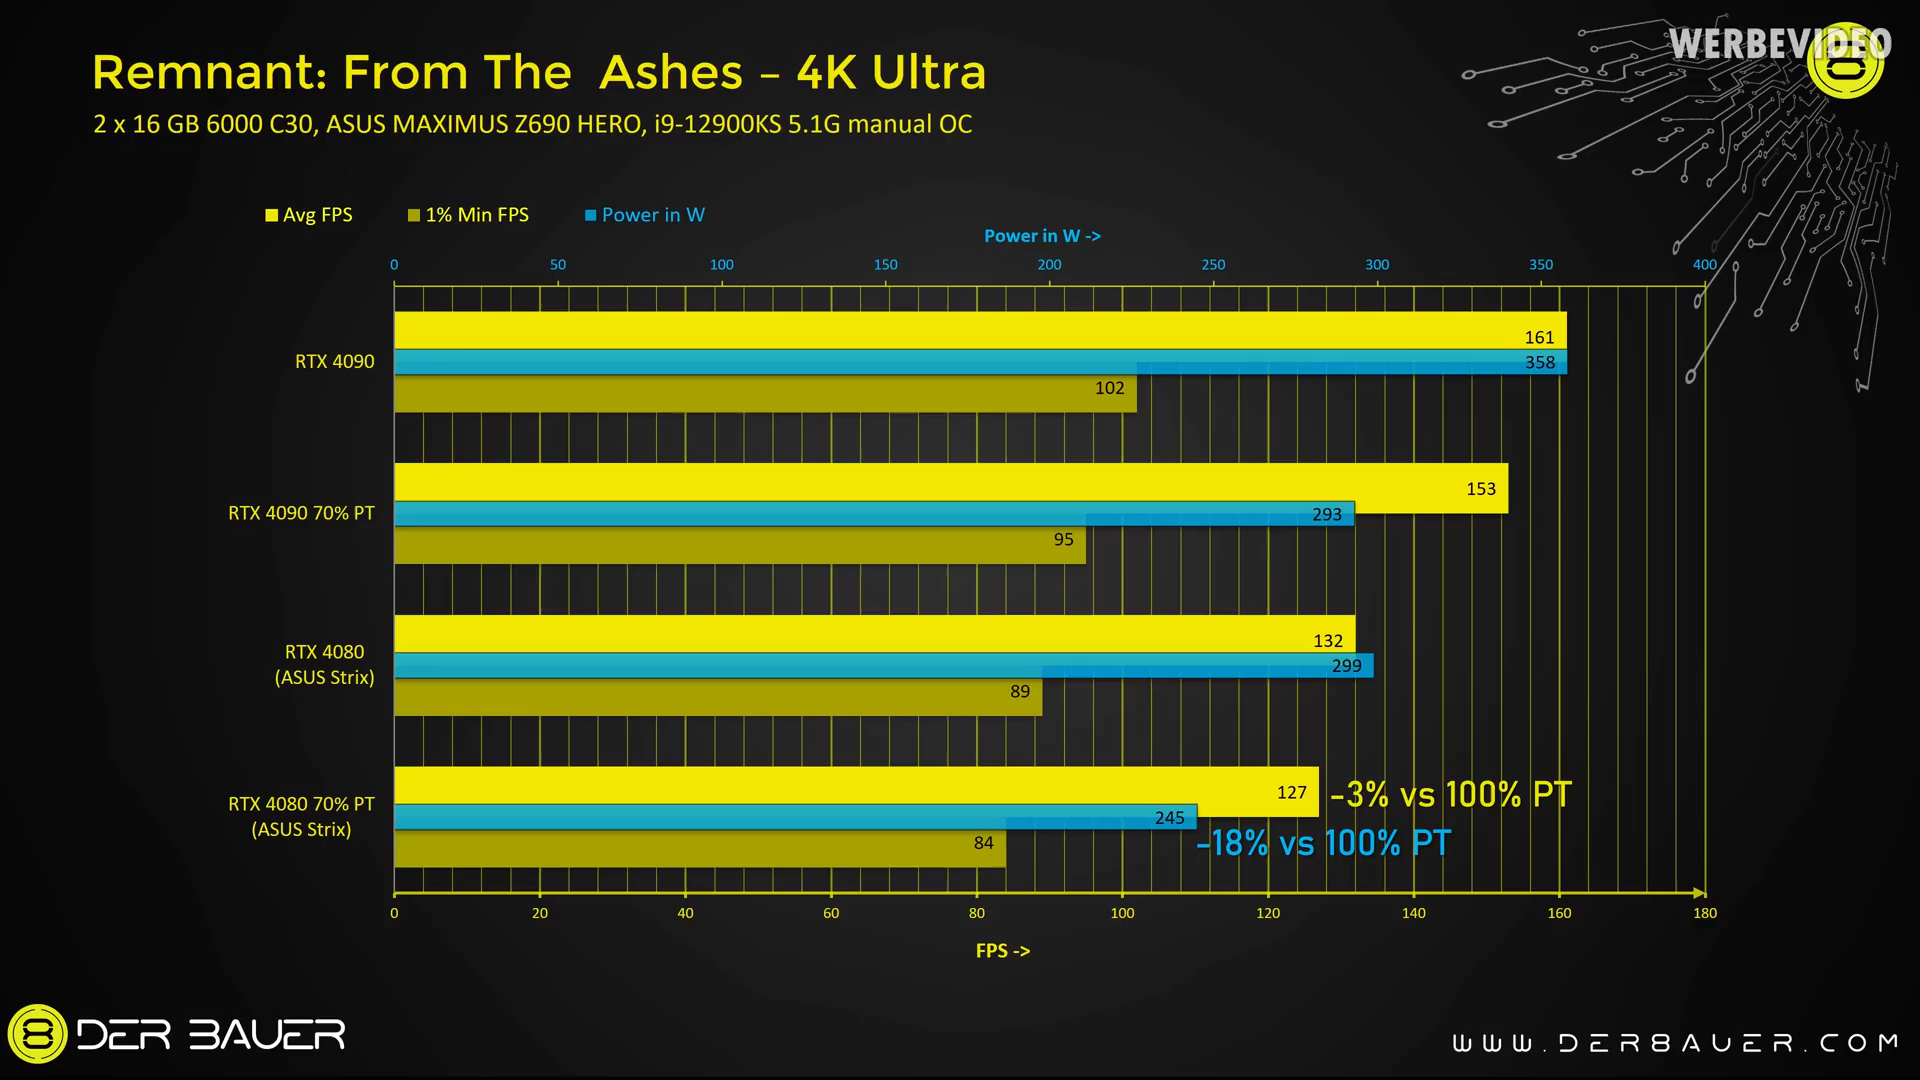 WERBEVIDEO
Remnant: From The Ashes – 4K Ultra
2 x 16 GB 6000 C30, ASUS MAXIMUS Z690 HERO, i9-12900KS 5.1G manual OC
Avg FPS 1% Min FPS Power in W
Power in W ->
0 50 100 150 200 250 300 350 400
161
RTX 4090 358
102
153
RTX 4090 70% PT 293
95
132
RTX 4080
(ASUS Strix) 299
89
127 -3% vs 100% PT
RTX 4080 70% PT 245
(ASUS Strix) -18% vs 100% PT
84
0 20 40 60 80 100 120 140 160 180
FPS ->
8 DER 8AUER
WWW.DER8AUER.COM